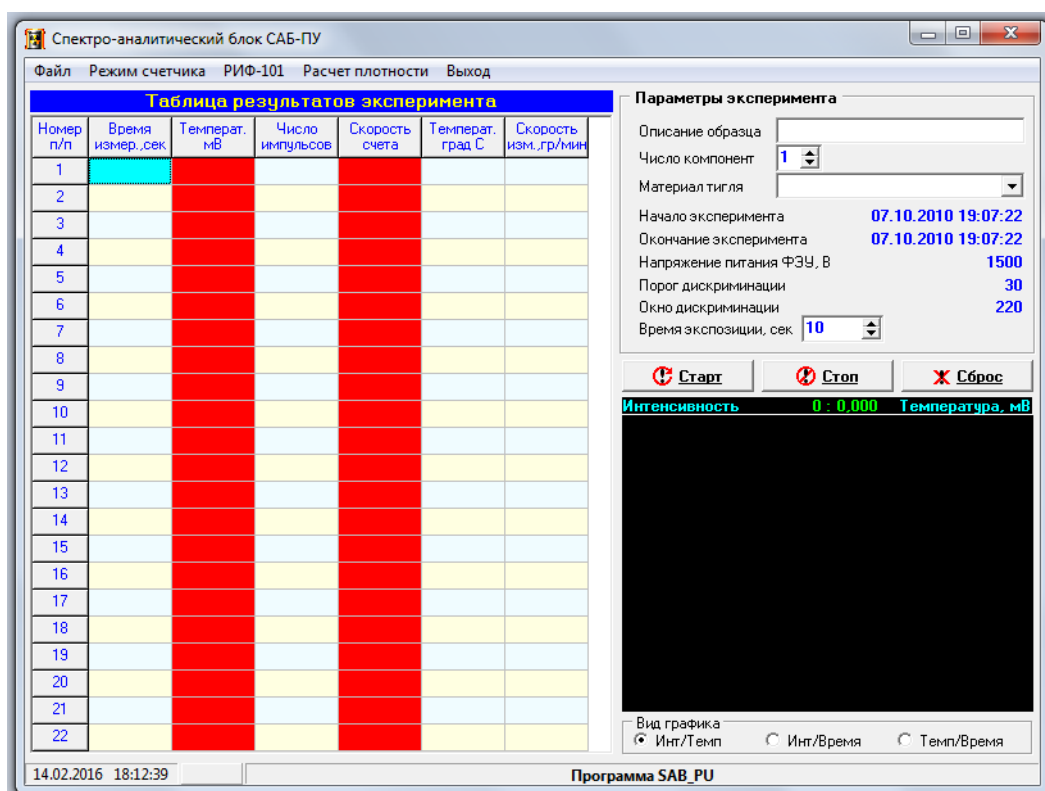 Спектро-аналитический блок САБ-ПУ
Файл Режим счетчика РИФ-101 Расчет плотности Выход
Таблица результатов эксперимента
Номер п/п Время измер.,сек Температ. мВ Число импульсов Скорость счета Температ. град С Скорость изм.,гр/мин
1
2
3
4
5
6
7
8
9
10
11
12
13
14
15
16
17
18
19
20
21
22
Параметры эксперимента
Описание образца
Число компонент 1
Материал тигля
Начало эксперимента 07.10.2010 19:07:22
Окончание эксперимента 07.10.2010 19:07:22
Напряжение питания ФЭУ, В 1500
Порог дискриминации 30
Окно дискриминации 220
Время экспозиции, сек 10
Старт Стоп Сброс
Интенсивность 0 : 0,000 Температура, мВ
Вид графика
Инт/Темп Инт/Время Темп/Время
14.02.2016 18:12:39 Программа SAB_PU